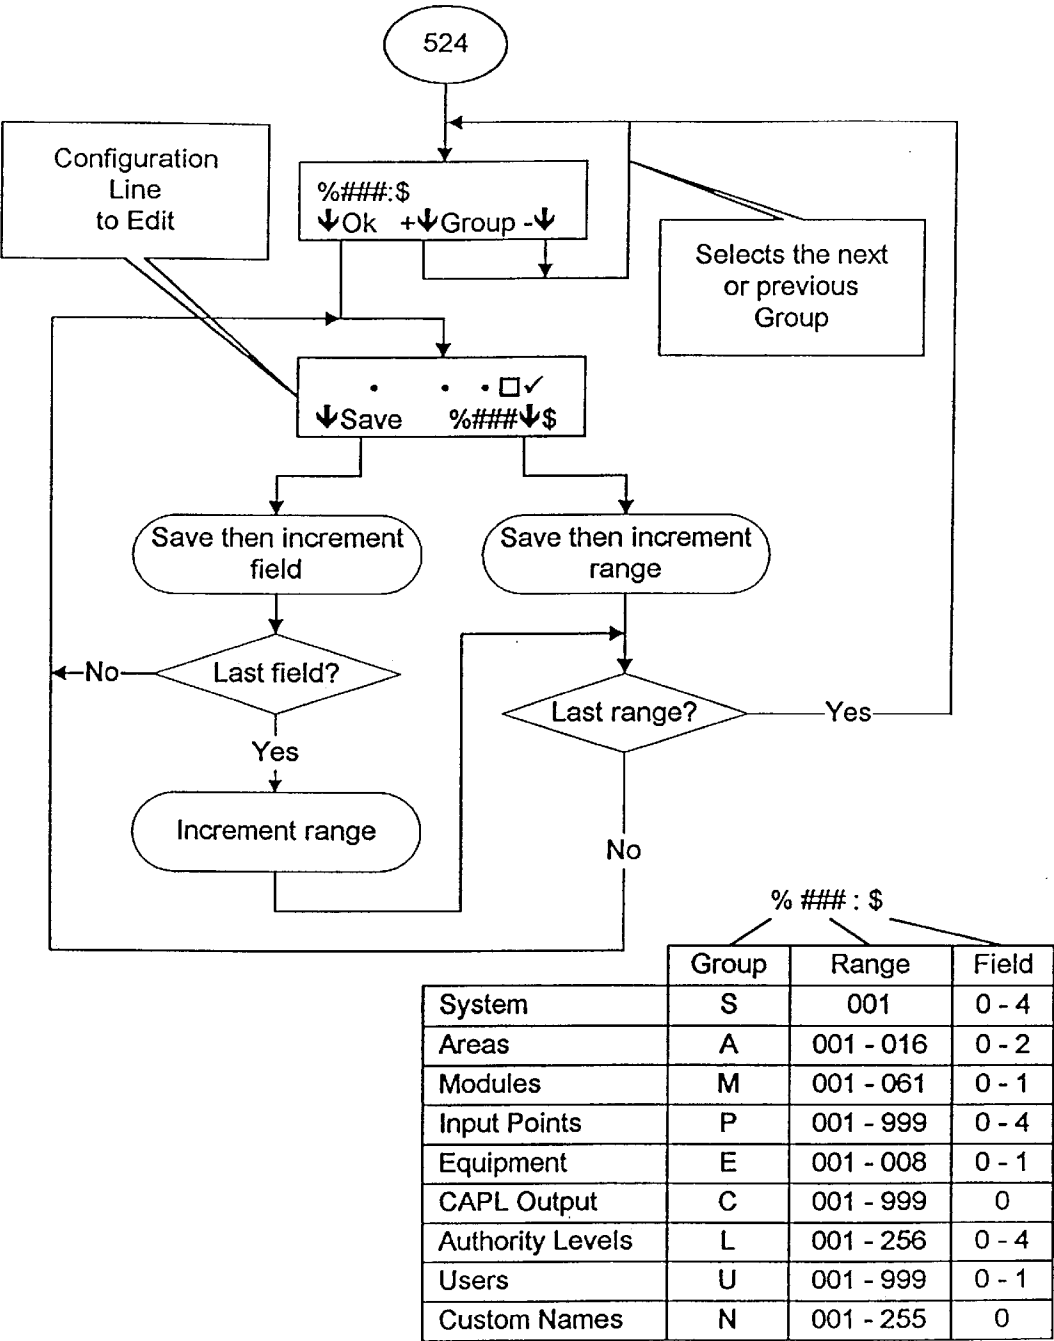 524
Configuration
Line
to Edit
%###:$
↓Ok +↓Group -↓
Selects the next
or previous
Group
. . .□✓
↓Save %###↓$
Save then increment
field
Save then increment
range
Last field?
No
Yes
Last range?
Yes
Increment range
No
% ### : $
Group Range Field
System S 001 0 - 4
Areas A 001 - 016 0 - 2
Modules M 001 - 061 0 - 1
Input Points P 001 - 999 0 - 4
Equipment E 001 - 008 0 - 1
CAPL Output C 001 - 999 0
Authority Levels L 001 - 256 0 - 4
Users U 001 - 999 0 - 1
Custom Names N 001 - 255 0